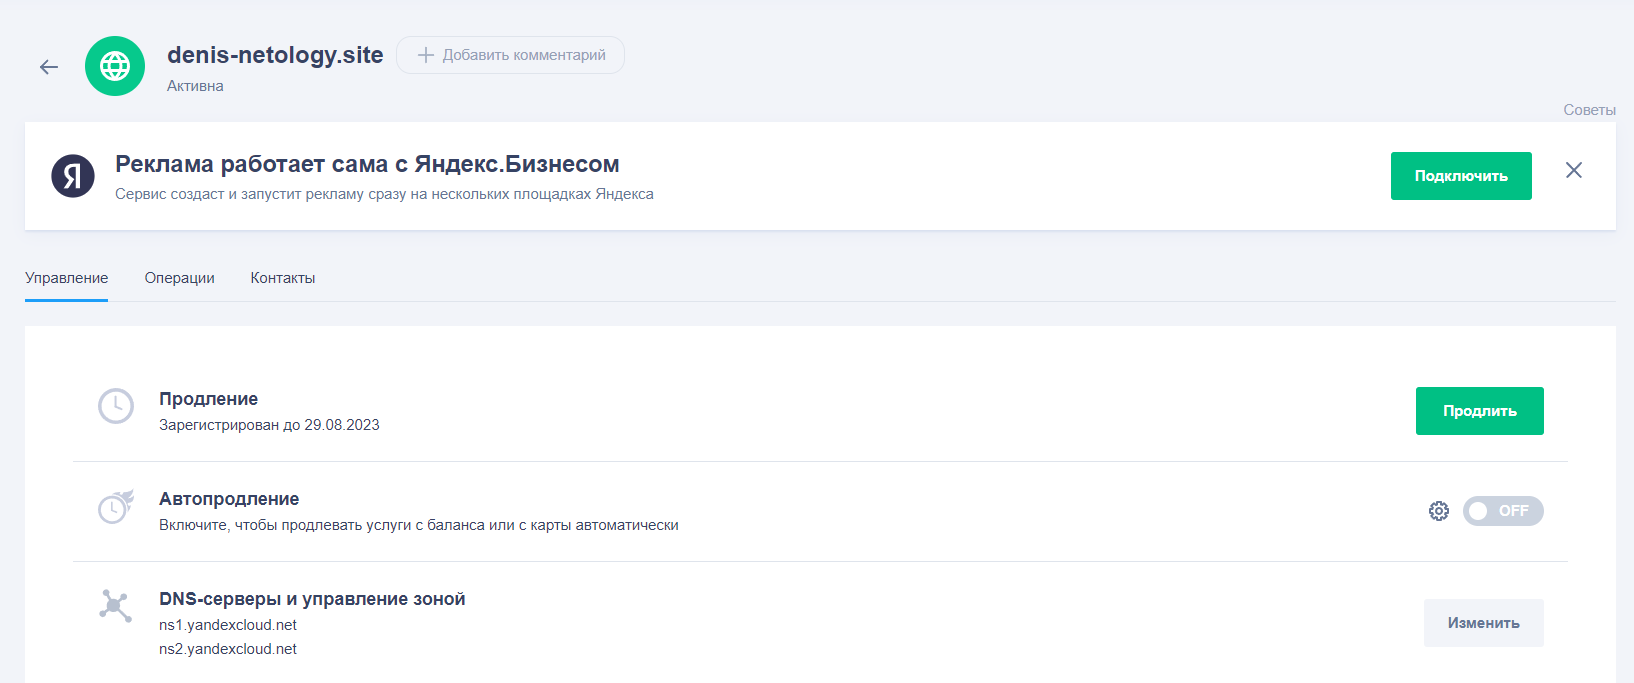 denis-netology.site
Добавить комментарий
Активна
Советы
Я
Реклама работает сама с Яндекс.Бизнесом
Сервис создаст и запустит рекламу сразу на нескольких площадках Яндекса
Подключить
Управление
Операции
Контакты
Продление
Зарегистрирован до 29.08.2023
Продлить
Автопродление
Включите, чтобы продлевать услуги с баланса или с карты автоматически
OFF
DNS-серверы и управление зоной
ns1.yandexcloud.net
ns2.yandexcloud.net
Изменить